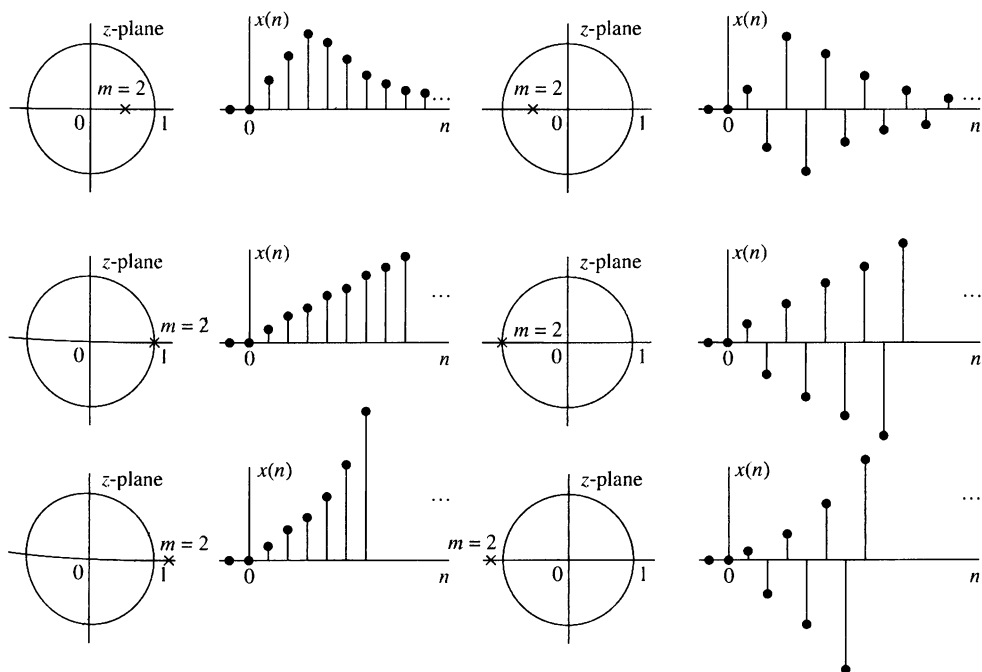 z-plane
m = 2
0
1
x(n)
0
...
n
z-plane
m = 2
0
1
x(n)
0
...
n
z-plane
m = 2
0
1
x(n)
0
...
n
z-plane
m = 2
0
1
x(n)
0
...
n
z-plane
m = 2
0
1
x(n)
0
...
n
z-plane
m = 2
0
1
x(n)
0
...
n